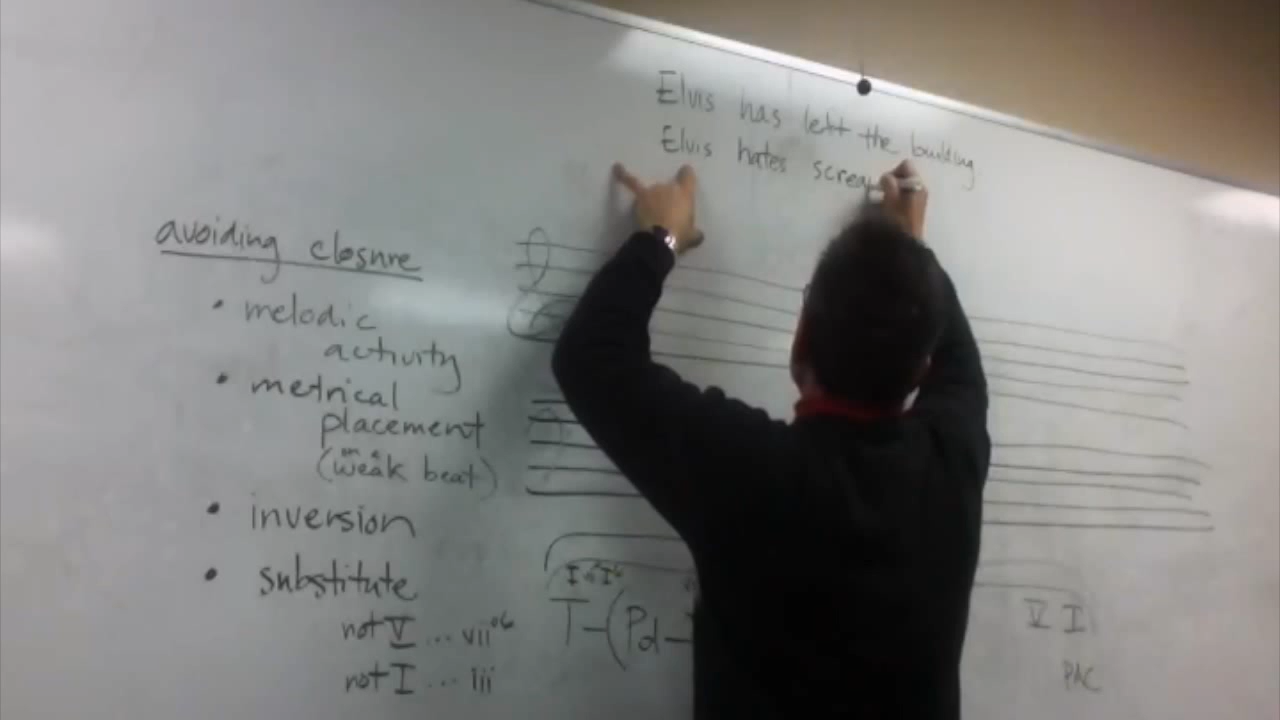 Elvis has left the building
Elvis hates screa
avoiding closure
• melodic
activity
• metrical
placement
(on a weak beat)
• inversion
• substitute
not V ... vii°6
not I ... iii
I I6
T – (Pd –
V I
PAC